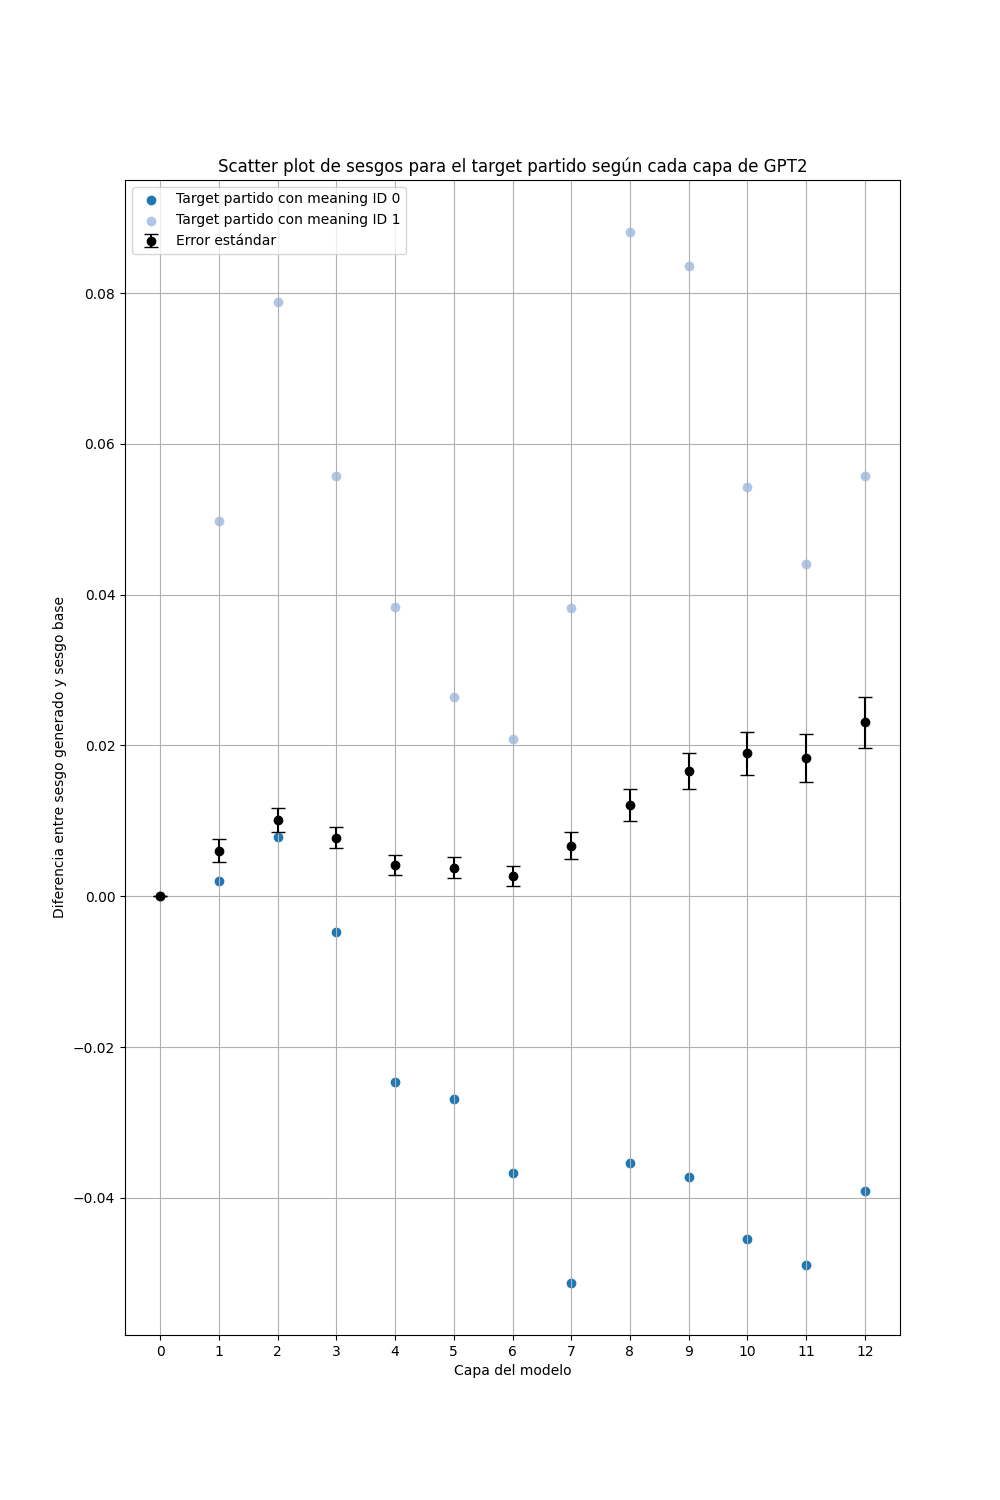 Scatter plot de sesgos para el target partido según cada capa de GPT2
Target partido con meaning ID 0
Target partido con meaning ID 1
Error estándar
0.08
0.06
0.04
0.02
0.00
−0.02
−0.04
Diferencia entre sesgo generado y sesgo base
0 1 2 3 4 5 6 7 8 9 10 11 12
Capa del modelo